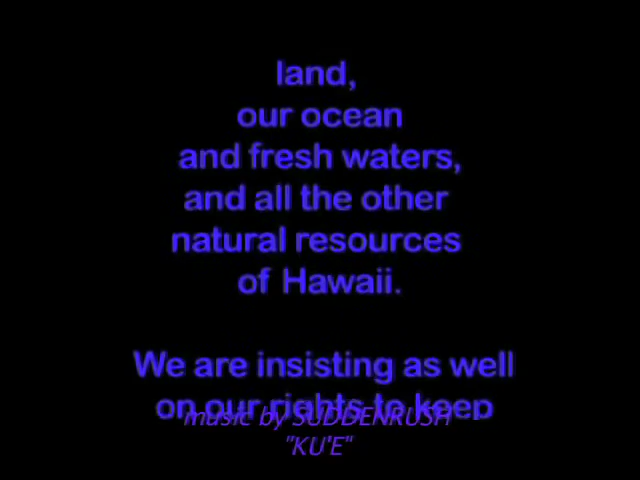 land,
our ocean
and fresh waters,
and all the other
natural resources
of Hawaii.
We are insisting as well
on our rights to keep
music by SUDDENRUSH
"KU'E"